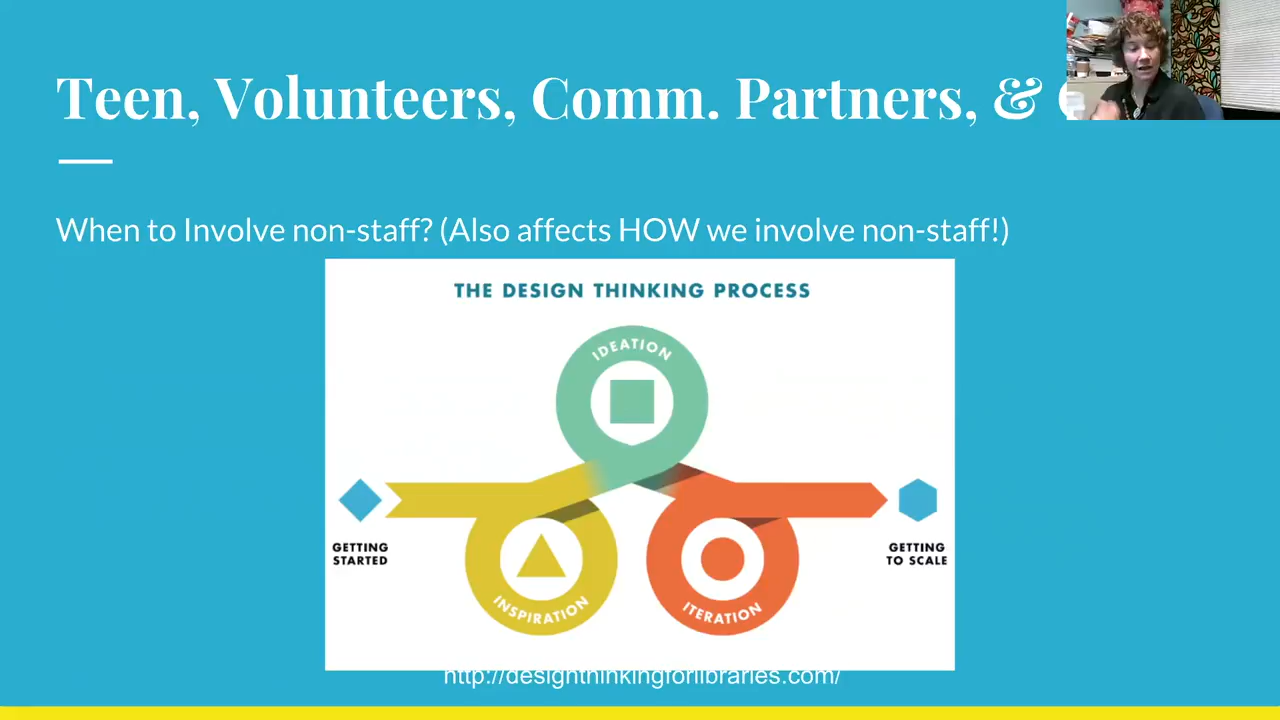 Teen, Volunteers, Comm. Partners, &
When to Involve non-staff? (Also affects HOW we involve non-staff!)
THE DESIGN THINKING PROCESS
IDEATION
GETTING
STARTED
GETTING
TO SCALE
INSPIRATION
ITERATION
http://designthinkingforlibraries.com/